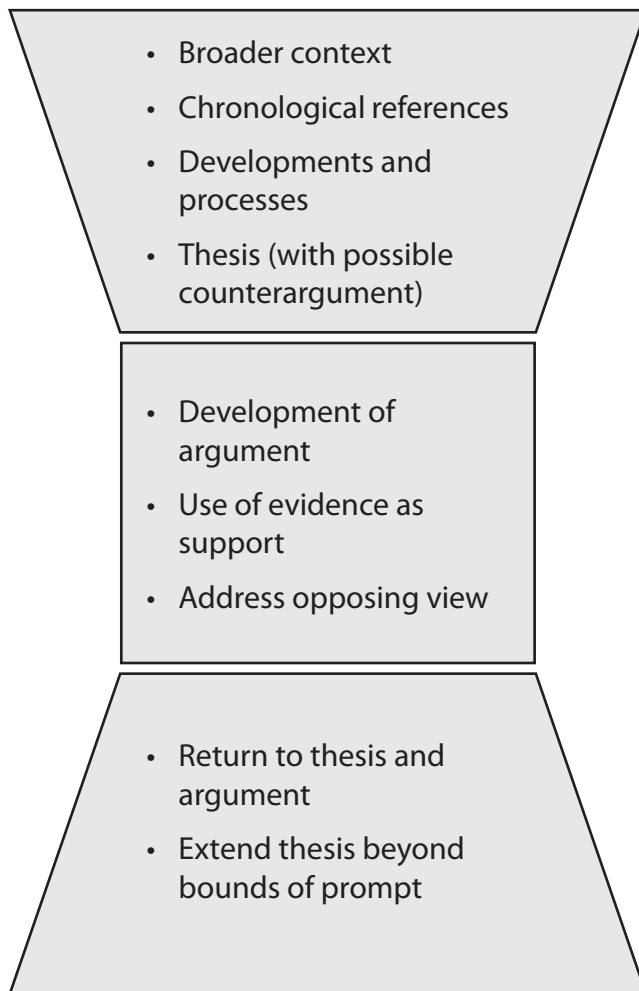 • Broader context
• Chronological references
• Developments and
processes
• Thesis (with possible
counterargument)
• Development of
argument
• Use of evidence as
support
• Address opposing view
• Return to thesis and
argument
• Extend thesis beyond
bounds of prompt